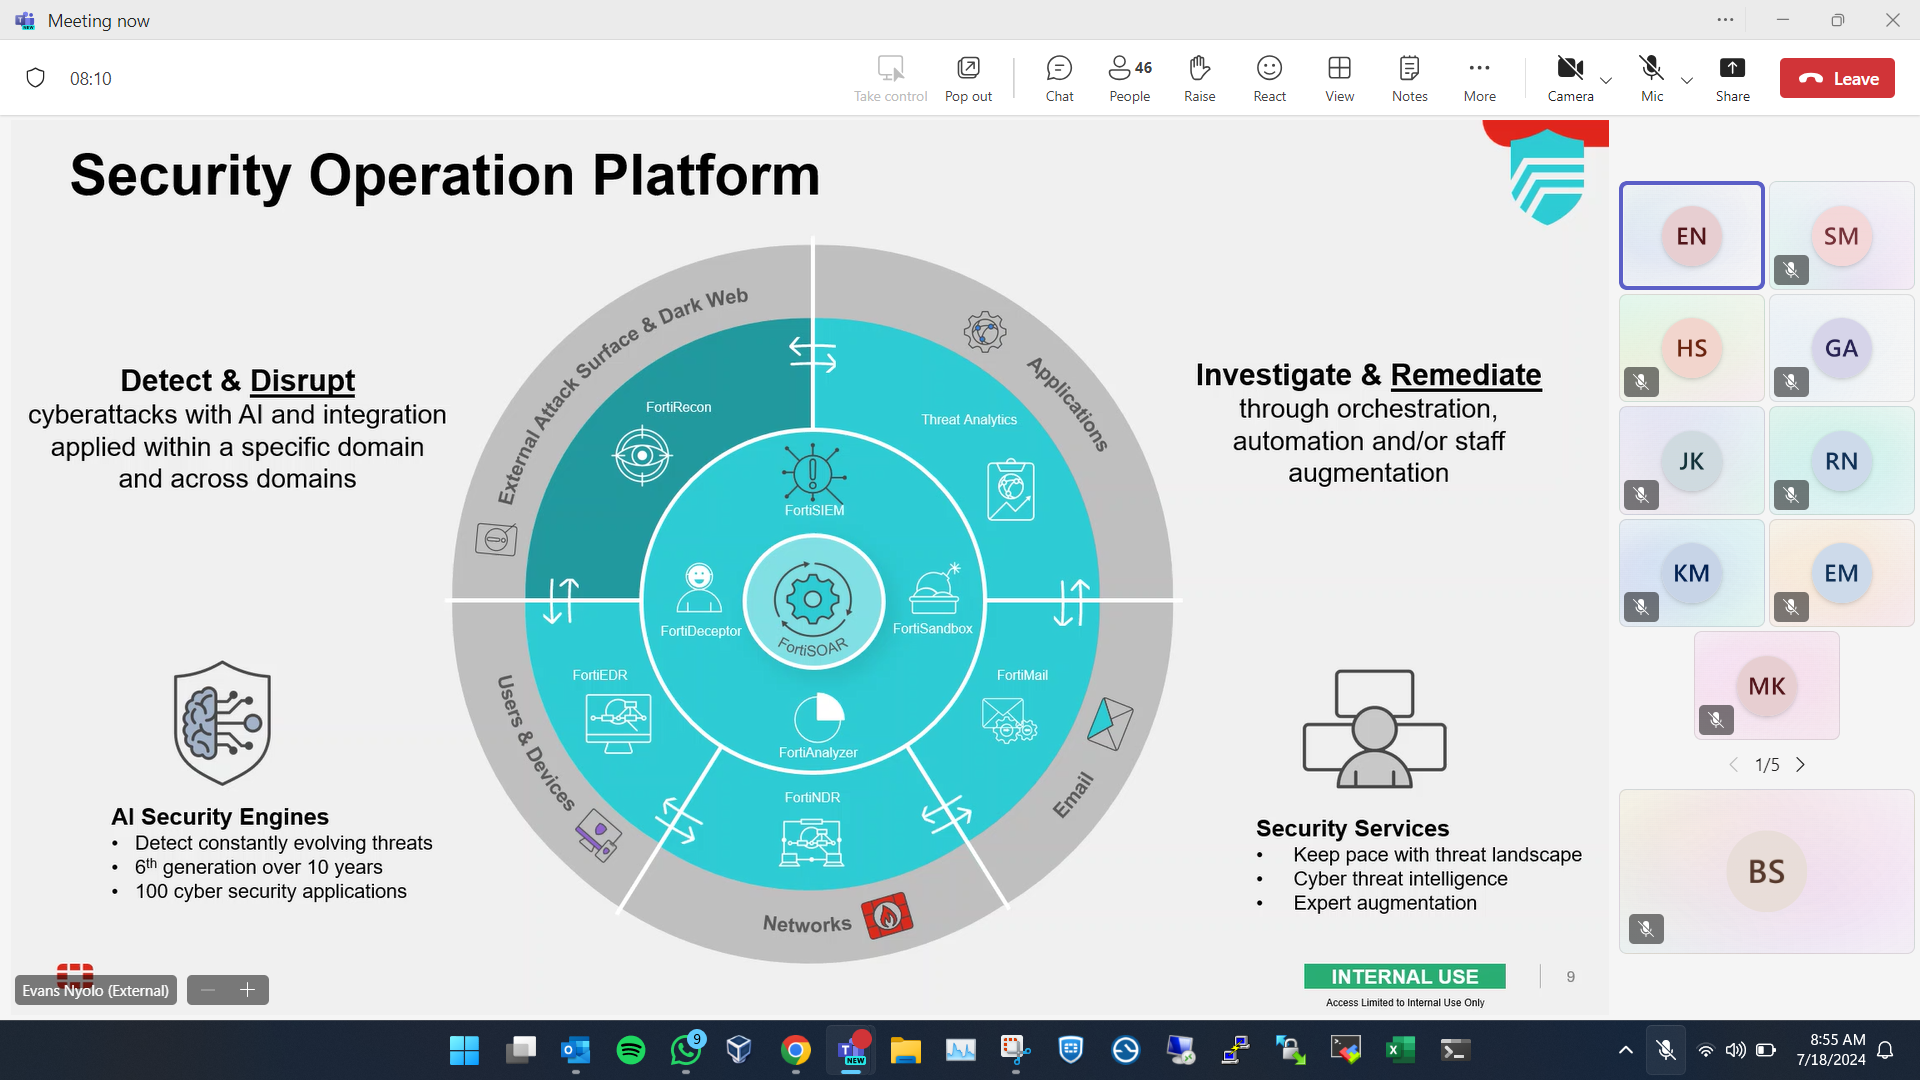 Meeting now
08:10
Take control
Pop out
Chat
46
People
Raise
React
View
Notes
More
Camera
Mic
Share
Leave
Security Operation Platform
Detect & Disrupt
cyberattacks with AI and integration
applied within a specific domain
and across domains
AI Security Engines
• Detect constantly evolving threats
• 6th generation over 10 years
• 100 cyber security applications
External Attack Surface & Dark Web
Applications
Email
Networks
Users & Devices
FortiRecon
Threat Analytics
FortiSIEM
FortiDeceptor
FortiSOAR
FortiSandbox
FortiEDR
FortiMail
FortiAnalyzer
FortiNDR
Investigate & Remediate
through orchestration,
automation and/or staff
augmentation
Security Services
• Keep pace with threat landscape
• Cyber threat intelligence
• Expert augmentation
INTERNAL USE
Access Limited to Internal Use Only
9
Evans Nyolo (External)
EN
SM
HS
GA
JK
RN
KM
EM
MK
1/5
BS
9
NEW
8:55 AM
7/18/2024